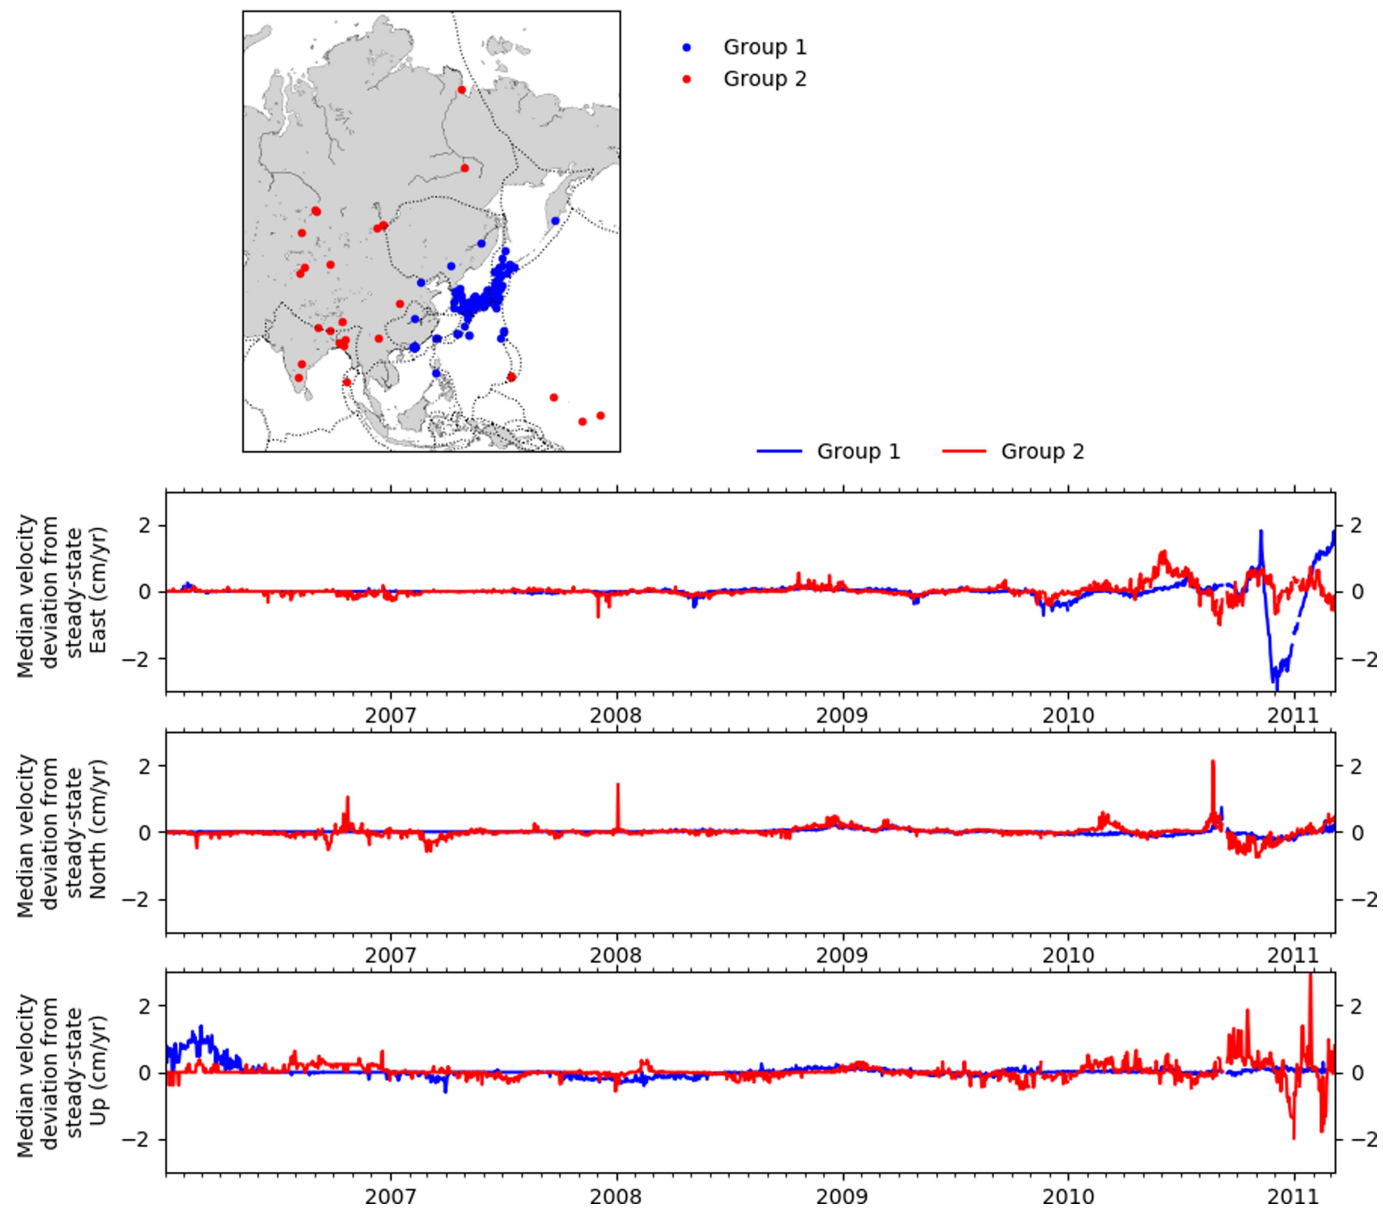 Group 1
Group 2
Group 1 Group 2
Median velocity
deviation from
steady-state
East (cm/yr)
2 2
0 0
−2 −2
2007 2008 2009 2010 2011
Median velocity
deviation from
steady-state
North (cm/yr)
2 2
0 0
−2 −2
2007 2008 2009 2010 2011
Median velocity
deviation from
steady-state
Up (cm/yr)
2 2
0 0
−2 −2
2007 2008 2009 2010 2011